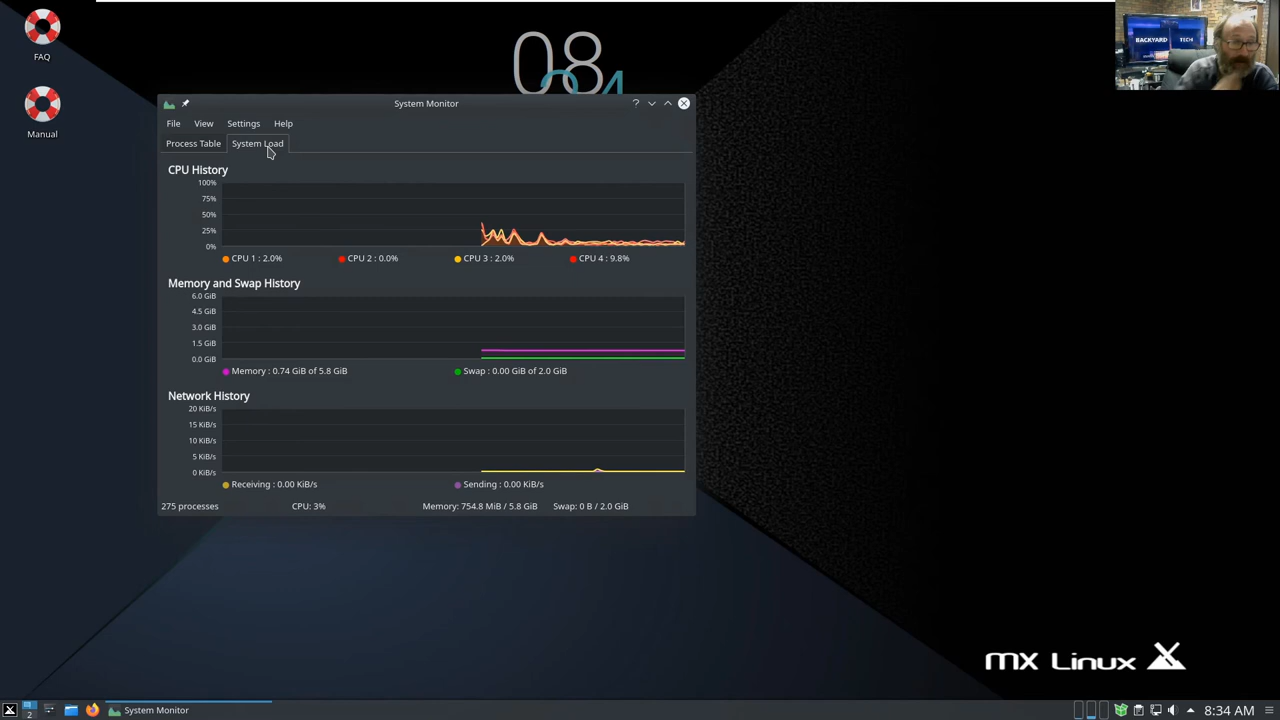 FAQ
Manual
08
34
BACKYARD TECH
System Monitor
File View Settings Help
Process Table System Load
CPU History
100%
75%
50%
25%
0%
CPU 1 : 2.0% CPU 2 : 0.0% CPU 3 : 2.0% CPU 4 : 9.8%
Memory and Swap History
6.0 GiB
4.5 GiB
3.0 GiB
1.5 GiB
0.0 GiB
Memory : 0.74 GiB of 5.8 GiB Swap : 0.00 GiB of 2.0 GiB
Network History
20 KiB/s
15 KiB/s
10 KiB/s
5 KiB/s
0 KiB/s
Receiving : 0.00 KiB/s Sending : 0.00 KiB/s
275 processes CPU: 3% Memory: 754.8 MiB / 5.8 GiB Swap: 0 B / 2.0 GiB
MX Linux
2 System Monitor 8:34 AM